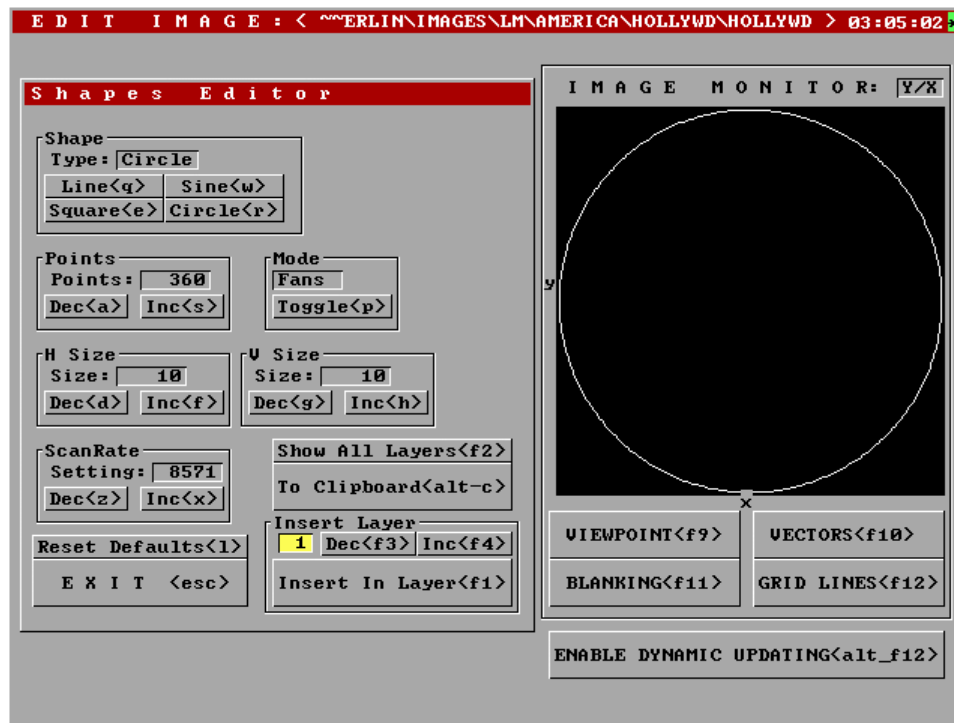 E D I T   I M A G E : < ~~ERLIN\IMAGES\LM\AMERICA\HOLLYWD\HOLLYWD > 03:05:02
Shapes Editor
Shape
Type: Circle
Line<q> Sine<w>
Square<e> Circle<r>
Points
Points: 360
Dec<a> Inc<s>
Mode
Fans
Toggle<p>
H Size
Size: 10
Dec<d> Inc<f>
V Size
Size: 10
Dec<g> Inc<h>
ScanRate
Setting: 8571
Dec<z> Inc<x>
Show All Layers<f2>
To Clipboard<alt-c>
Insert Layer
1 Dec<f3> Inc<f4>
Insert In Layer<f1>
Reset Defaults<l>
E X I T <esc>
I M A G E   M O N I T O R: Y/X
y
x
VIEWPOINT<f9> VECTORS<f10>
BLANKING<f11> GRID LINES<f12>
ENABLE DYNAMIC UPDATING<alt_f12>